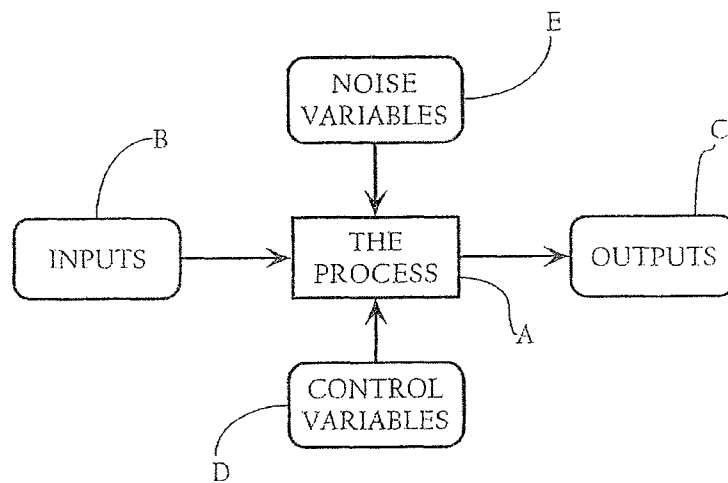 E
NOISE
VARIABLES
B
C
INPUTS
THE
PROCESS
OUTPUTS
A
CONTROL
VARIABLES
D